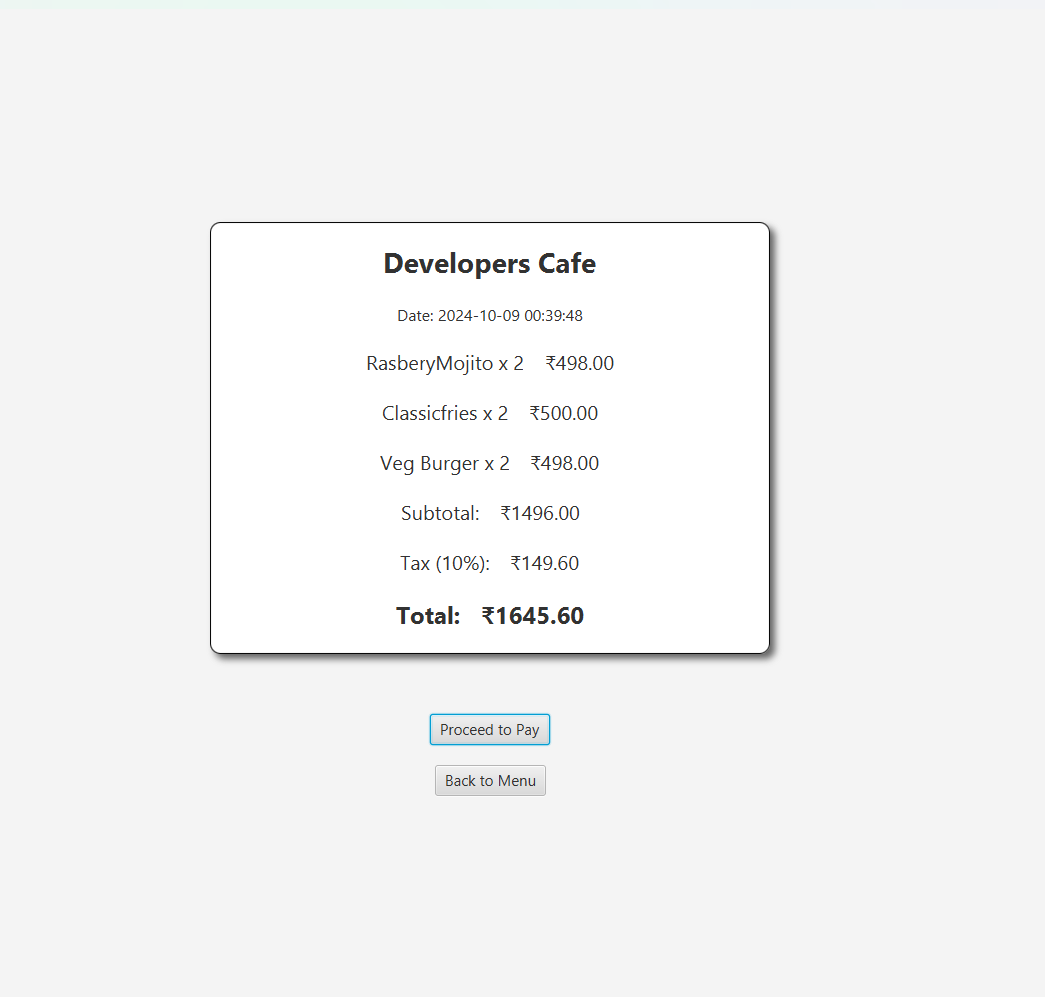 Developers Cafe
Date: 2024-10-09 00:39:48
RasberyMojito x 2 ₹498.00
Classicfries x 2 ₹500.00
Veg Burger x 2 ₹498.00
Subtotal: ₹1496.00
Tax (10%): ₹149.60
Total: ₹1645.60
Proceed to Pay
Back to Menu